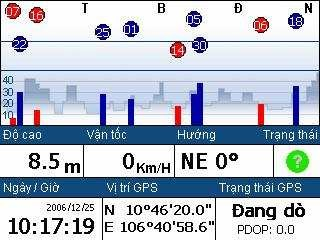 T B Đ N
07 16 25 01 05 06 18
22 14 30
40
30
20
10
Độ cao Vận tốc Hướng Trạng thái
8.5 m 0 Km/H NE 0° ?
Ngày / Giờ Vị trí GPS Trạng thái GPS
2006/12/25
10:17:19
N 10°46'20.0"
E 106°40'58.6"
Đang dò
PDOP: 0.0